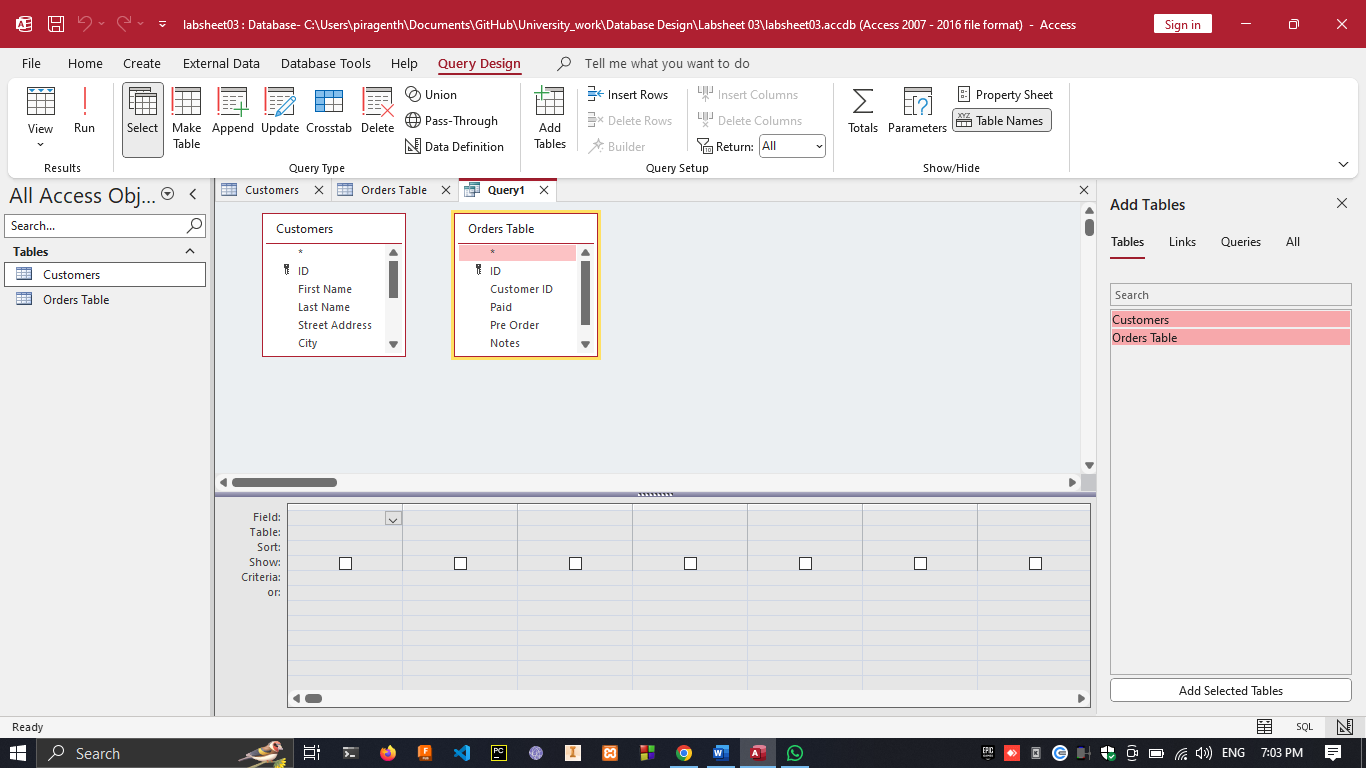 labsheet03 : Database- C:\Users\piragenth\Documents\GitHub\University_work\Database Design\Labsheet 03\labsheet03.accdb (Access 2007 - 2016 file format) - Access
Sign in
File Home Create External Data Database Tools Help Query Design Tell me what you want to do
View
Run
Results
Select
Make Table
Append
Update
Crosstab
Delete
Union
Pass-Through
Data Definition
Query Type
Add Tables
Insert Rows
Delete Rows
Builder
Insert Columns
Delete Columns
Return: All
Query Setup
Totals
Parameters
Property Sheet
XYZ Table Names
Show/Hide
All Access Obj...
Search...
Tables
Customers
Orders Table
Customers
Orders Table
Query1
Customers
*
ID
First Name
Last Name
Street Address
City
Orders Table
*
ID
Customer ID
Paid
Pre Order
Notes
Field:
Table:
Sort:
Show:
Criteria:
or:
Add Tables
Tables Links Queries All
Search
Customers
Orders Table
Add Selected Tables
Ready
SQL
Search
PC
ENG 7:03 PM